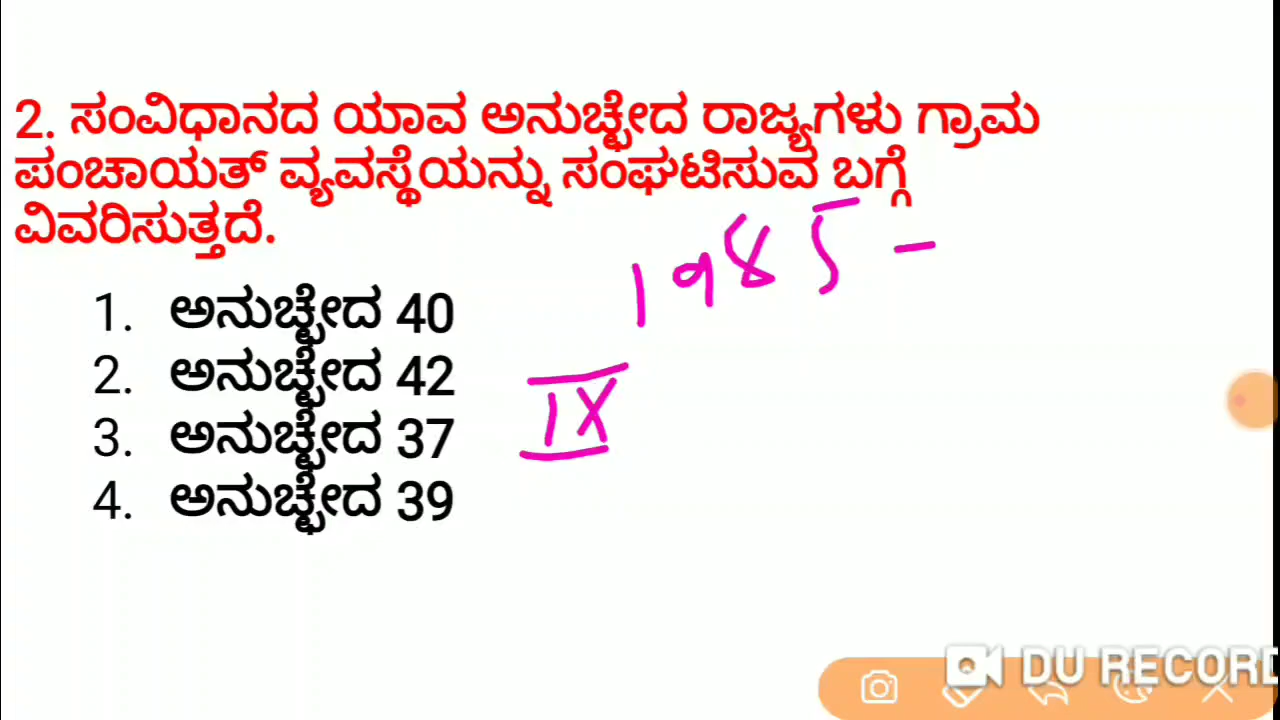 2. ಸಂವಿಧಾನದ ಯಾವ ಅನುಚ್ಛೇದ ರಾಜ್ಯಗಳು ಗ್ರಾಮ
ಪಂಚಾಯತ್ ವ್ಯವಸ್ಥೆಯನ್ನು ಸಂಘಟಿಸುವ ಬಗ್ಗೆ
ವಿವರಿಸುತ್ತದೆ.
1985 -
1. ಅನುಚ್ಛೇದ 40
2. ಅನುಚ್ಛೇದ 42
IX
3. ಅನುಚ್ಛೇದ 37
4. ಅನುಚ್ಛೇದ 39
DU RECORD